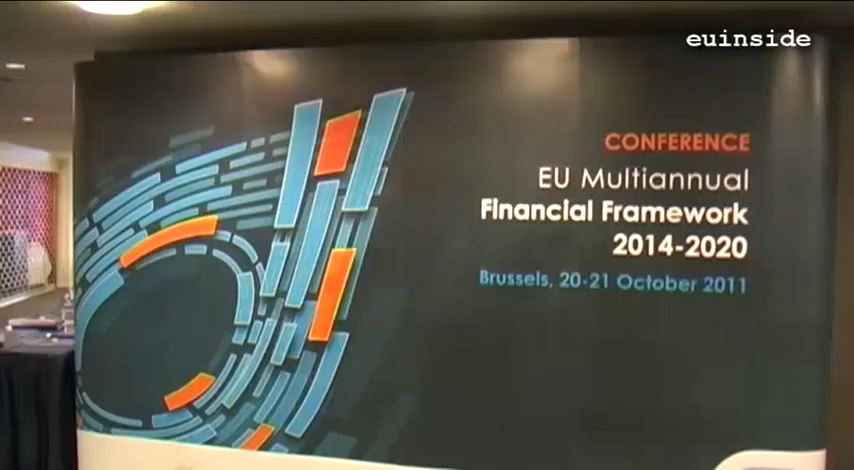 euinside
CONFERENCE
EU Multiannual
Financial Framework
2014-2020
Brussels, 20-21 October 2011